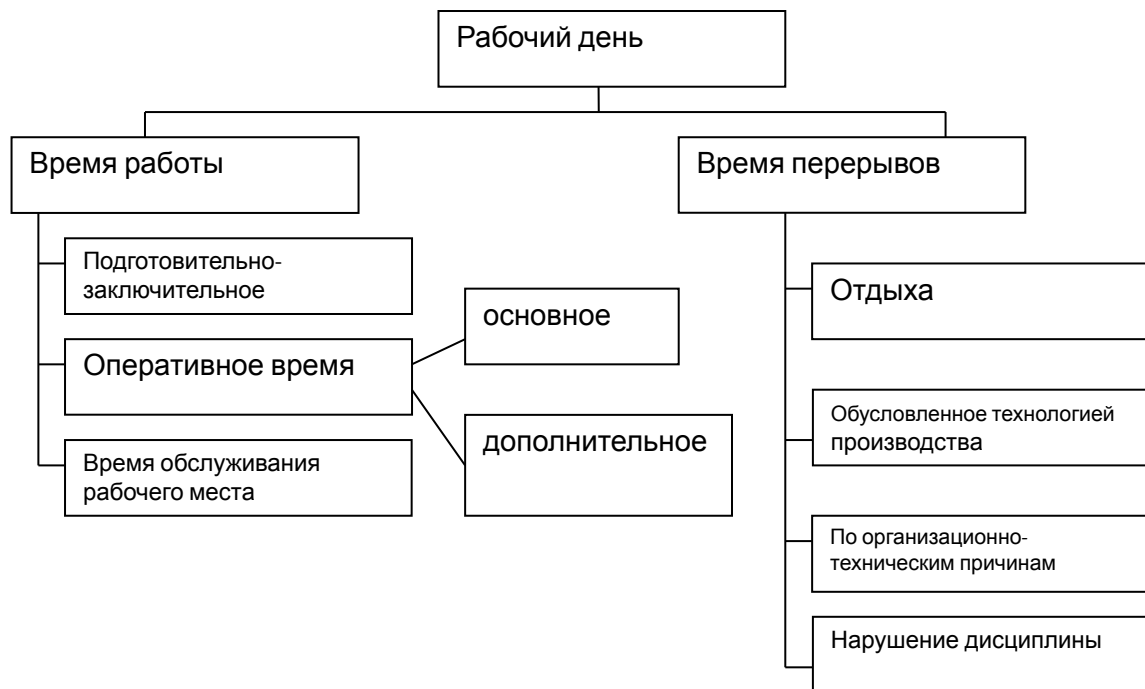 Рабочий день
Время работы
Время перерывов
Подготовительно-
заключительное
Оперативное время
основное
дополнительное
Время обслуживания
рабочего места
Отдыха
Обусловленное технологией
производства
По организационно-
техническим причинам
Нарушение дисциплины